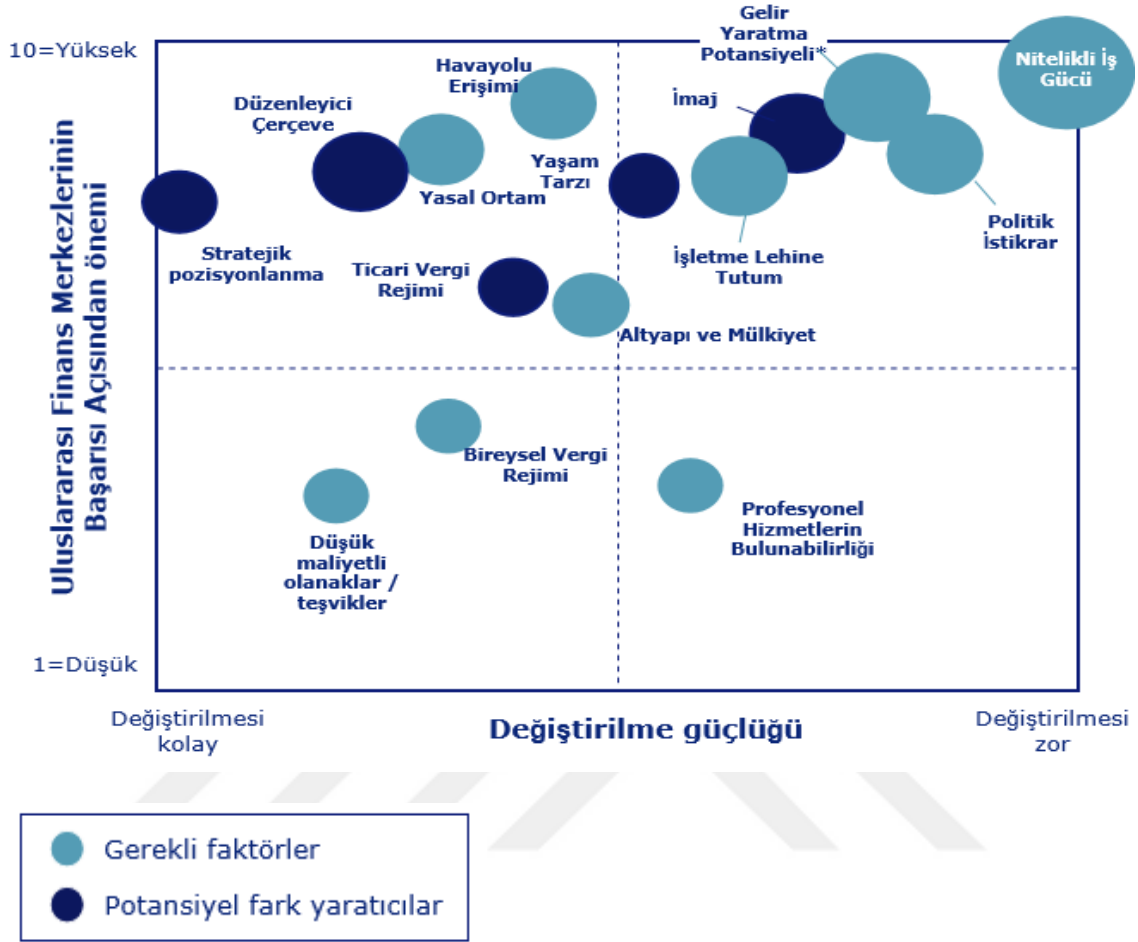 Gelir
Yaratma
Potansiyeli*
10=Yüksek
Nitelikli İş
Gücü
Havayolu
Erişimi
İmaj
Düzenleyici
Çerçeve
Yaşam
Tarzı
Yasal Ortam
Politik
İstikrar
Stratejik
pozisyonlanma
İşletme Lehine
Tutum
Ticari Vergi
Rejimi
Altyapı ve Mülkiyet
Uluslararası Finans Merkezlerinin
Başarısı Açısından önemi
Bireysel Vergi
Rejimi
Profesyonel
Hizmetlerin
Bulunabilirliği
Düşük
maliyetli
olanaklar /
teşvikler
1=Düşük
Değiştirilmesi
kolay
Değiştirilme güçlüğü
Değiştirilmesi
zor
Gerekli faktörler
Potansiyel fark yaratıcılar